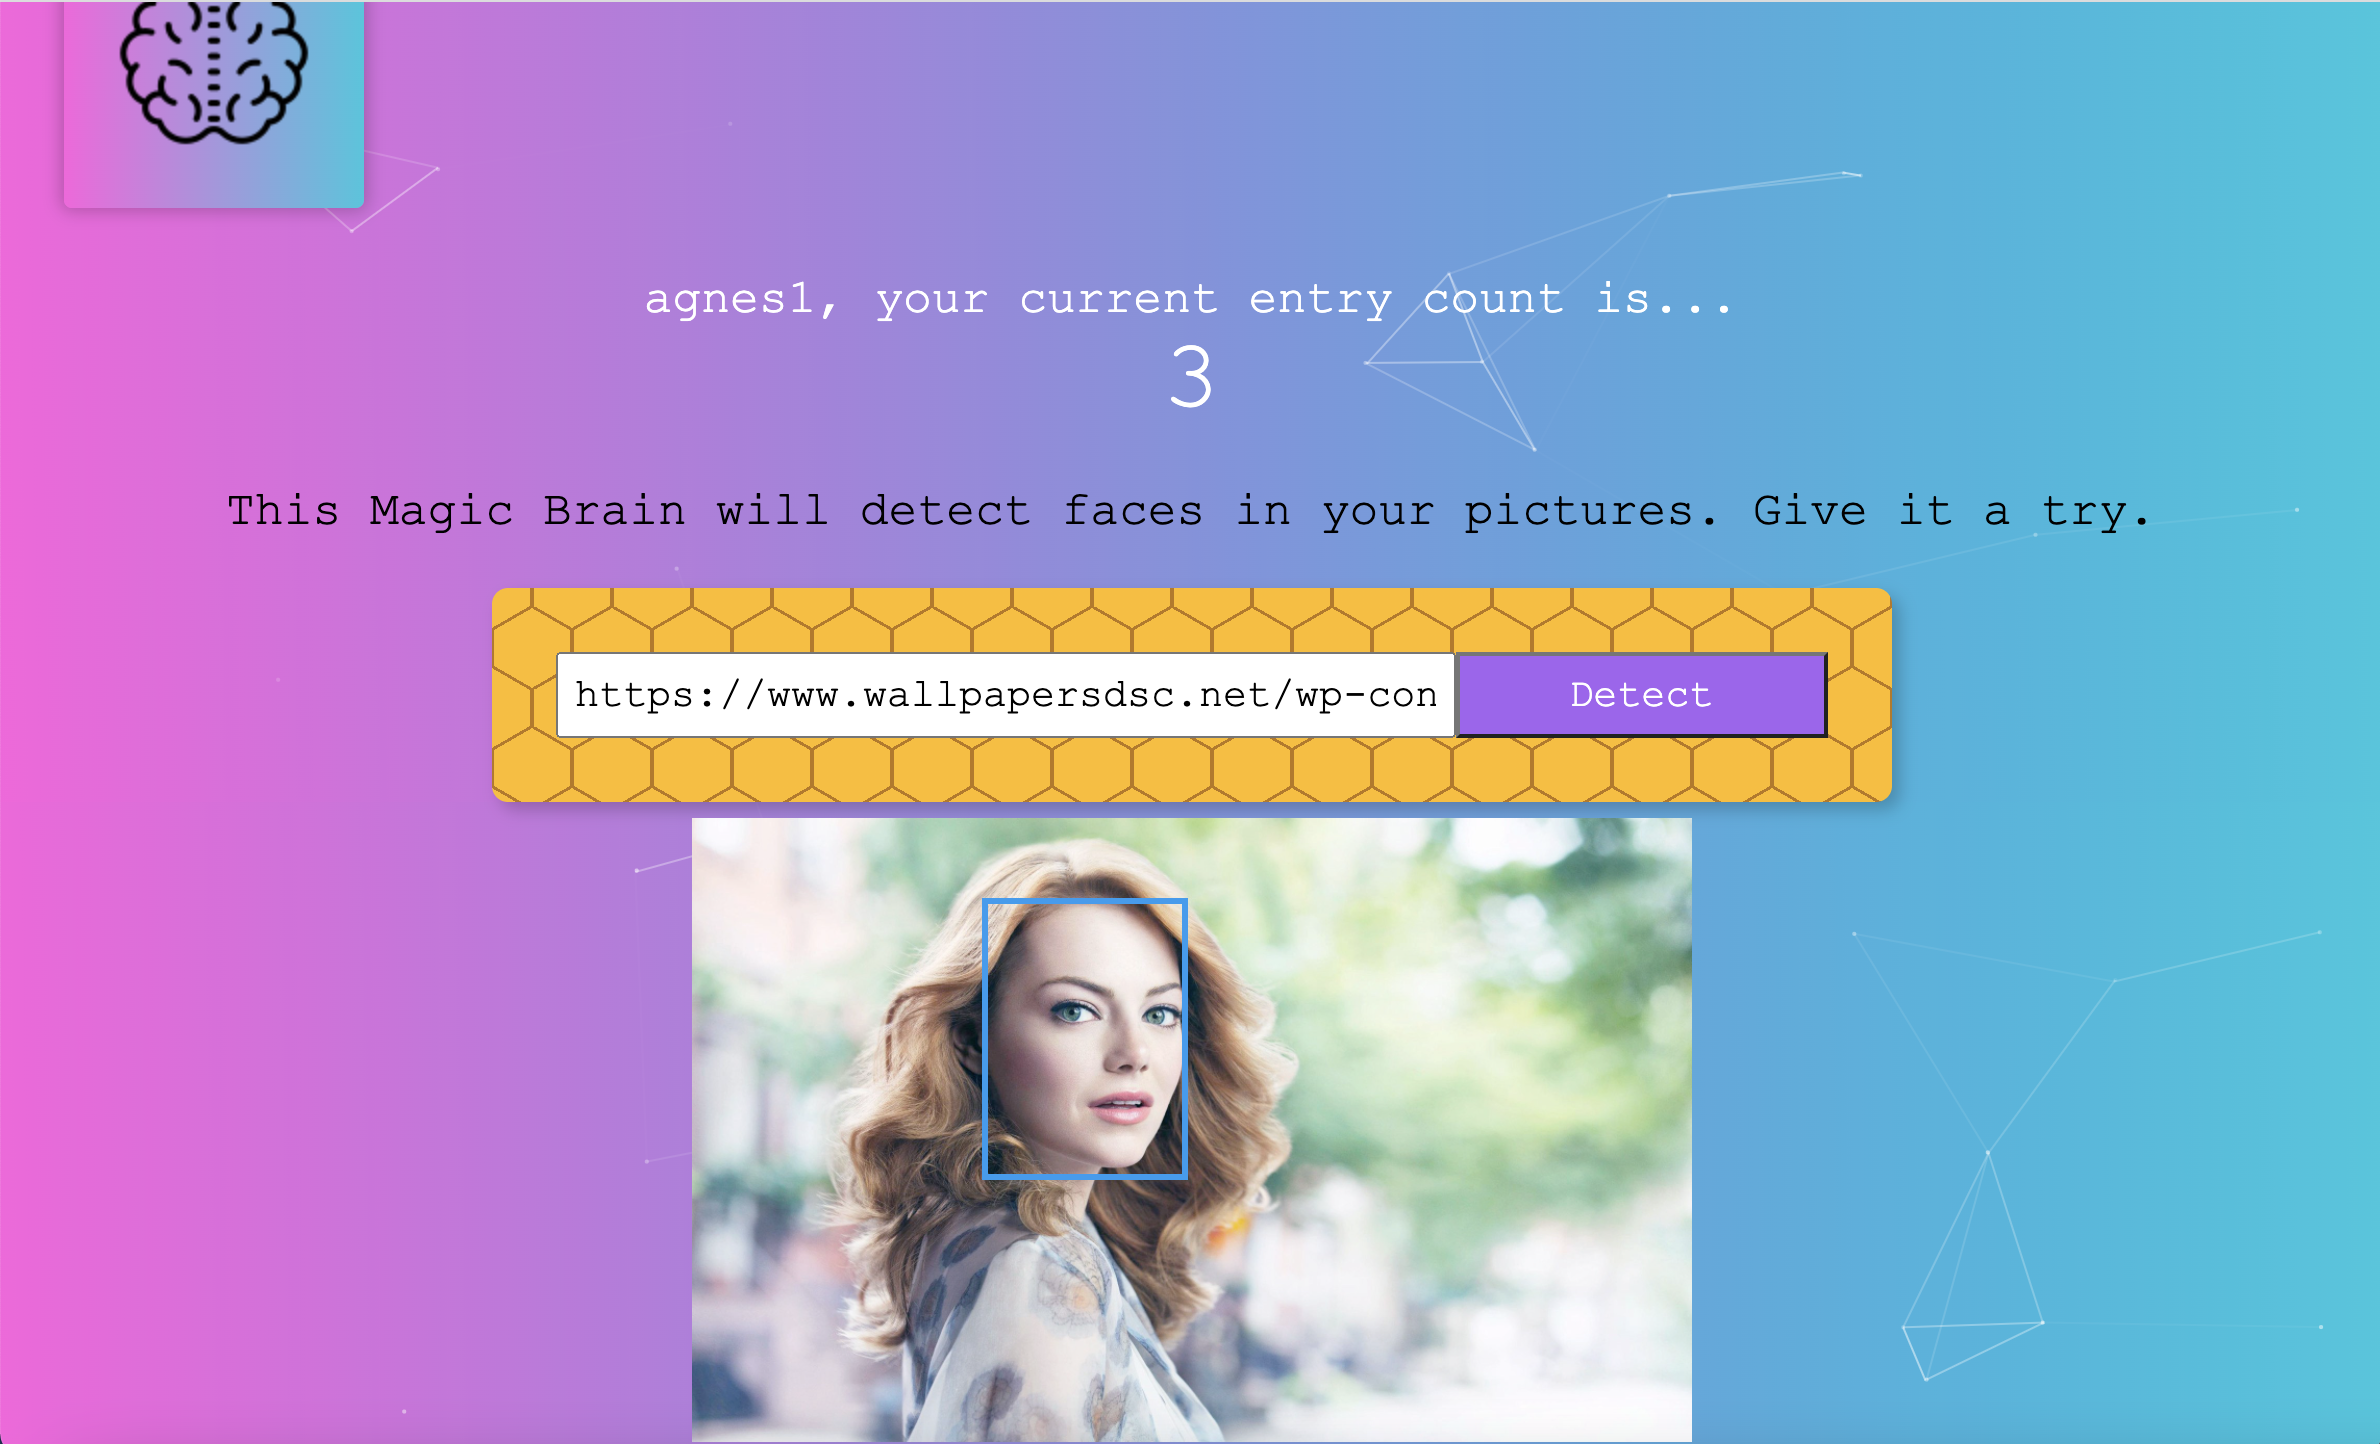 agnes1, your current entry count is...
3
This Magic Brain will detect faces in your pictures. Give it a try.
https://www.wallpapersdsc.net/wp-con
Detect